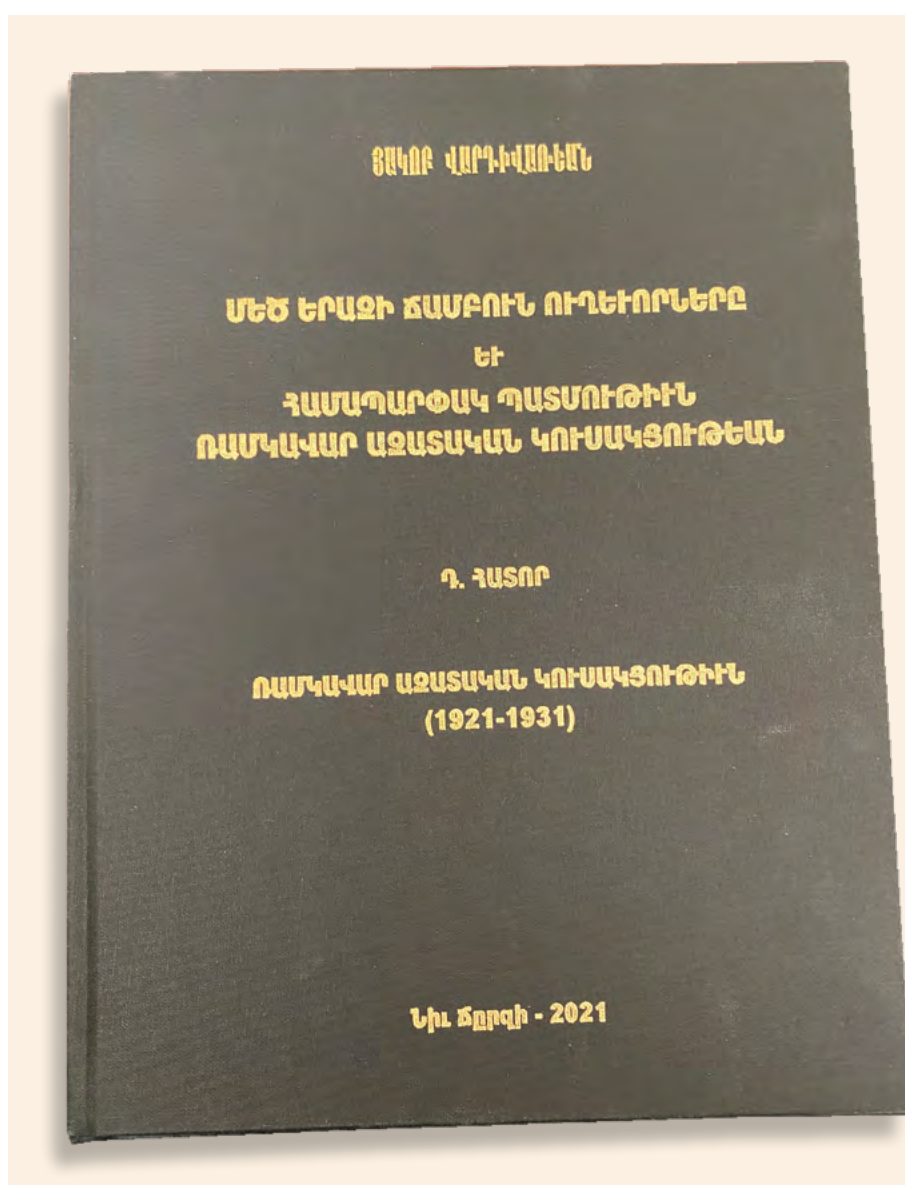 ՅԱԿՈԲ ՎԱՐԴԻՎԱՌԵԱՆ
ՄԵԾ ԵՐԱԶԻ ՃԱՄԲՈՒՆ ՈՒՂԵՒՈՐՆԵՐԸ
ԵՒ
ՀԱՄԱՊԱՐՓԱԿ ՊԱՏՄՈՒԹԻՒՆ
ՌԱՄԿԱՎԱՐ ԱԶԱՏԱԿԱՆ ԿՈՒՍԱԿՑՈՒԹԵԱՆ
Դ. ՀԱՏՈՐ
ՌԱՄԿԱՎԱՐ ԱԶԱՏԱԿԱՆ ԿՈՒՍԱԿՑՈՒԹԻՒՆ
(1921-1931)
Նիւ Ճըրզի - 2021